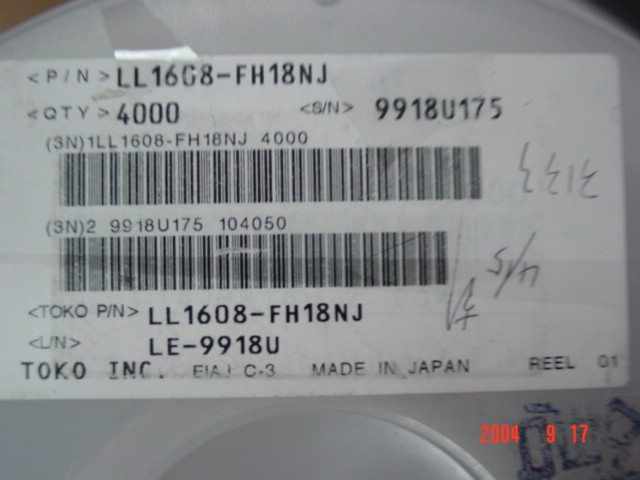 <P/N> LL1608-FH18NJ
<QTY> 4000 <S/N> 9918U175
(3N)1LL1608-FH18NJ 4000
(3N)2 9918U175 104050
<TOKO P/N> LL1608-FH18NJ
<L/N> LE-9918U
TOKO INC. EIAJ C-3 MADE IN JAPAN REEL 01
2004 9 17